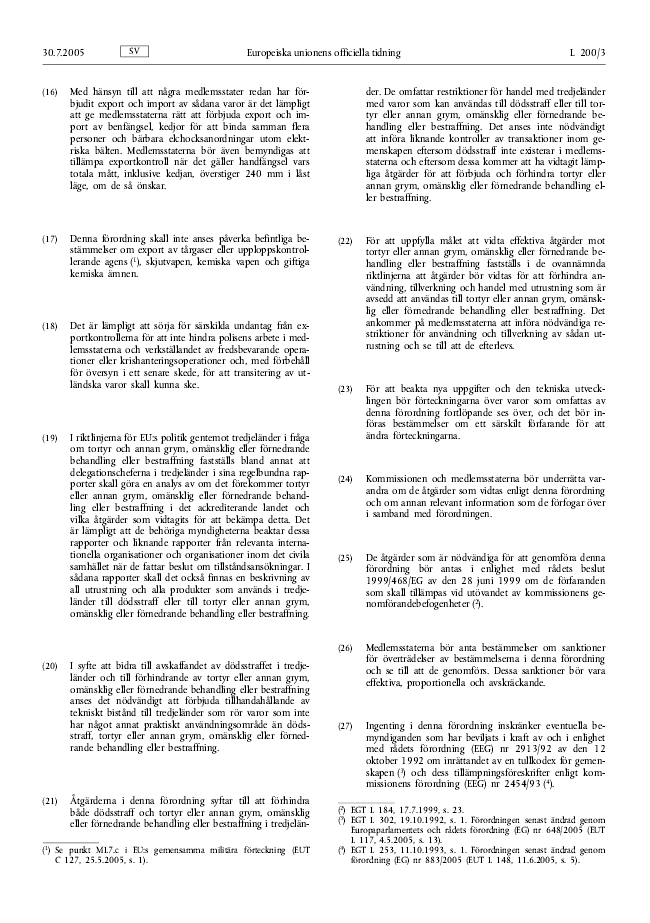 30.7.2005
SV
Europeiska unionens officiella tidning
L 200/3
(16) Med hänsyn till att några medlemsstater redan har för-
bjudit export och import av sådana varor är det lämpligt
att ge medlemsstaterna rätt att förbjuda export och im-
port av benfängsel, kedjor för att binda samman flera
personer och bärbara elchocksanordningar utom elekt-
riska bälten. Medlemsstaterna bör även bemyndigas att
tillämpa exportkontroll när det gäller handfängsel vars
totala mått, inklusive kedjan, överstiger 240 mm i låst
läge, om de så önskar.
(17) Denna förordning skall inte anses påverka befintliga be-
stämmelser om export av tårgaser eller upploppskontrol-
lerande agens (1), skjutvapen, kemiska vapen och giftiga
kemiska ämnen.
(18) Det är lämpligt att sörja för särskilda undantag från ex-
portkontrollerna för att inte hindra polisens arbete i med-
lemsstaterna och verkställandet av fredsbevarande opera-
tioner eller krishanteringsoperationer och, med förbehåll
för översyn i ett senare skede, för att transitering av ut-
ländska varor skall kunna ske.
(19) I riktlinjerna för EU:s politik gentemot tredjeländer i fråga
om tortyr och annan grym, omänsklig eller förnedrande
behandling eller bestraffning fastställs bland annat att
delegationscheferna i tredjeländer i sina regelbundna rap-
porter skall göra en analys av om det förekommer tortyr
eller annan grym, omänsklig eller förnedrande behand-
ling eller bestraffning i det ackrediterande landet och
vilka åtgärder som vidtagits för att bekämpa detta. Det
är lämpligt att de behöriga myndigheterna beaktar dessa
rapporter och liknande rapporter från relevanta interna-
tionella organisationer och organisationer inom det civila
samhället när de fattar beslut om tillståndsansökningar. I
sådana rapporter skall det också finnas en beskrivning av
all utrustning och alla produkter som används i tredje-
länder till dödsstraff eller till tortyr eller annan grym,
omänsklig eller förnedrande behandling eller bestraffning.
(20) I syfte att bidra till avskaffandet av dödsstraffet i tredje-
länder och till förhindrande av tortyr eller annan grym,
omänsklig eller förnedrande behandling eller bestraffning
anses det nödvändigt att förbjuda tillhandahållande av
tekniskt bistånd till tredjeländer som rör varor som inte
har något annat praktiskt användningsområde än döds-
straff, tortyr eller annan grym, omänsklig eller förned-
rande behandling eller bestraffning.
(21) Åtgärderna i denna förordning syftar till att förhindra
både dödsstraff och tortyr eller annan grym, omänsklig
eller förnedrande behandling eller bestraffning i tredjelän-
(1) Se punkt ML7.c i EU:s gemensamma militära förteckning (EUT
C 127, 25.5.2005, s. 1).
der. De omfattar restriktioner för handel med tredjeländer
med varor som kan användas till dödsstraff eller till tor-
tyr eller annan grym, omänsklig eller förnedrande be-
handling eller bestraffning. Det anses inte nödvändigt
att införa liknande kontroller av transaktioner inom ge-
menskapen eftersom dödsstraff inte existerar i medlems-
staterna och eftersom dessa kommer att ha vidtagit lämp-
liga åtgärder för att förbjuda och förhindra tortyr eller
annan grym, omänsklig eller förnedrande behandling el-
ler bestraffning.
(22) För att uppfylla målet att vidta effektiva åtgärder mot
tortyr eller annan grym, omänsklig eller förnedrande be-
handling eller bestraffning fastställs i de ovannämnda
riktlinjerna att åtgärder bör vidtas för att förhindra an-
vändning, tillverkning och handel med utrustning som är
avsedd att användas till tortyr eller annan grym, omänsk-
lig eller förnedrande behandling eller bestraffning. Det
ankommer på medlemsstaterna att införa nödvändiga re-
striktioner för användning och tillverkning av sådan ut-
rustning och se till att de efterlevs.
(23) För att beakta nya uppgifter och den tekniska utveck-
lingen bör förteckningarna över varor som omfattas av
denna förordning fortlöpande ses över, och det bör in-
föras bestämmelser om ett särskilt förfarande för att
ändra förteckningarna.
(24) Kommissionen och medlemsstaterna bör underrätta var-
andra om de åtgärder som vidtas enligt denna förordning
och om annan relevant information som de förfogar över
i samband med förordningen.
(25) De åtgärder som är nödvändiga för att genomföra denna
förordning bör antas i enlighet med rådets beslut
1999/468/EG av den 28 juni 1999 om de förfaranden
som skall tillämpas vid utövandet av kommissionens ge-
nomförandebefogenheter (2).
(26) Medlemsstaterna bör anta bestämmelser om sanktioner
för överträdelser av bestämmelserna i denna förordning
och se till att de genomförs. Dessa sanktioner bör vara
effektiva, proportionella och avskräckande.
(27) Ingenting i denna förordning inskränker eventuella be-
myndiganden som har beviljats i kraft av och i enlighet
med rådets förordning (EEG) nr 2913/92 av den 12
oktober 1992 om inrättandet av en tullkodex för gemen-
skapen (3) och dess tillämpningsföreskrifter enligt kom-
missionens förordning (EEG) nr 2454/93 (4).
(2) EGT L 184, 17.7.1999, s. 23.
(3) EGT L 302, 19.10.1992, s. 1. Förordningen senast ändrad genom
Europaparlamentets och rådets förordning (EG) nr 648/2005 (EUT
L 117, 4.5.2005, s. 13).
(4) EGT L 253, 11.10.1993, s. 1. Förordningen senast ändrad genom
förordning (EG) nr 883/2005 (EUT L 148, 11.6.2005, s. 5).